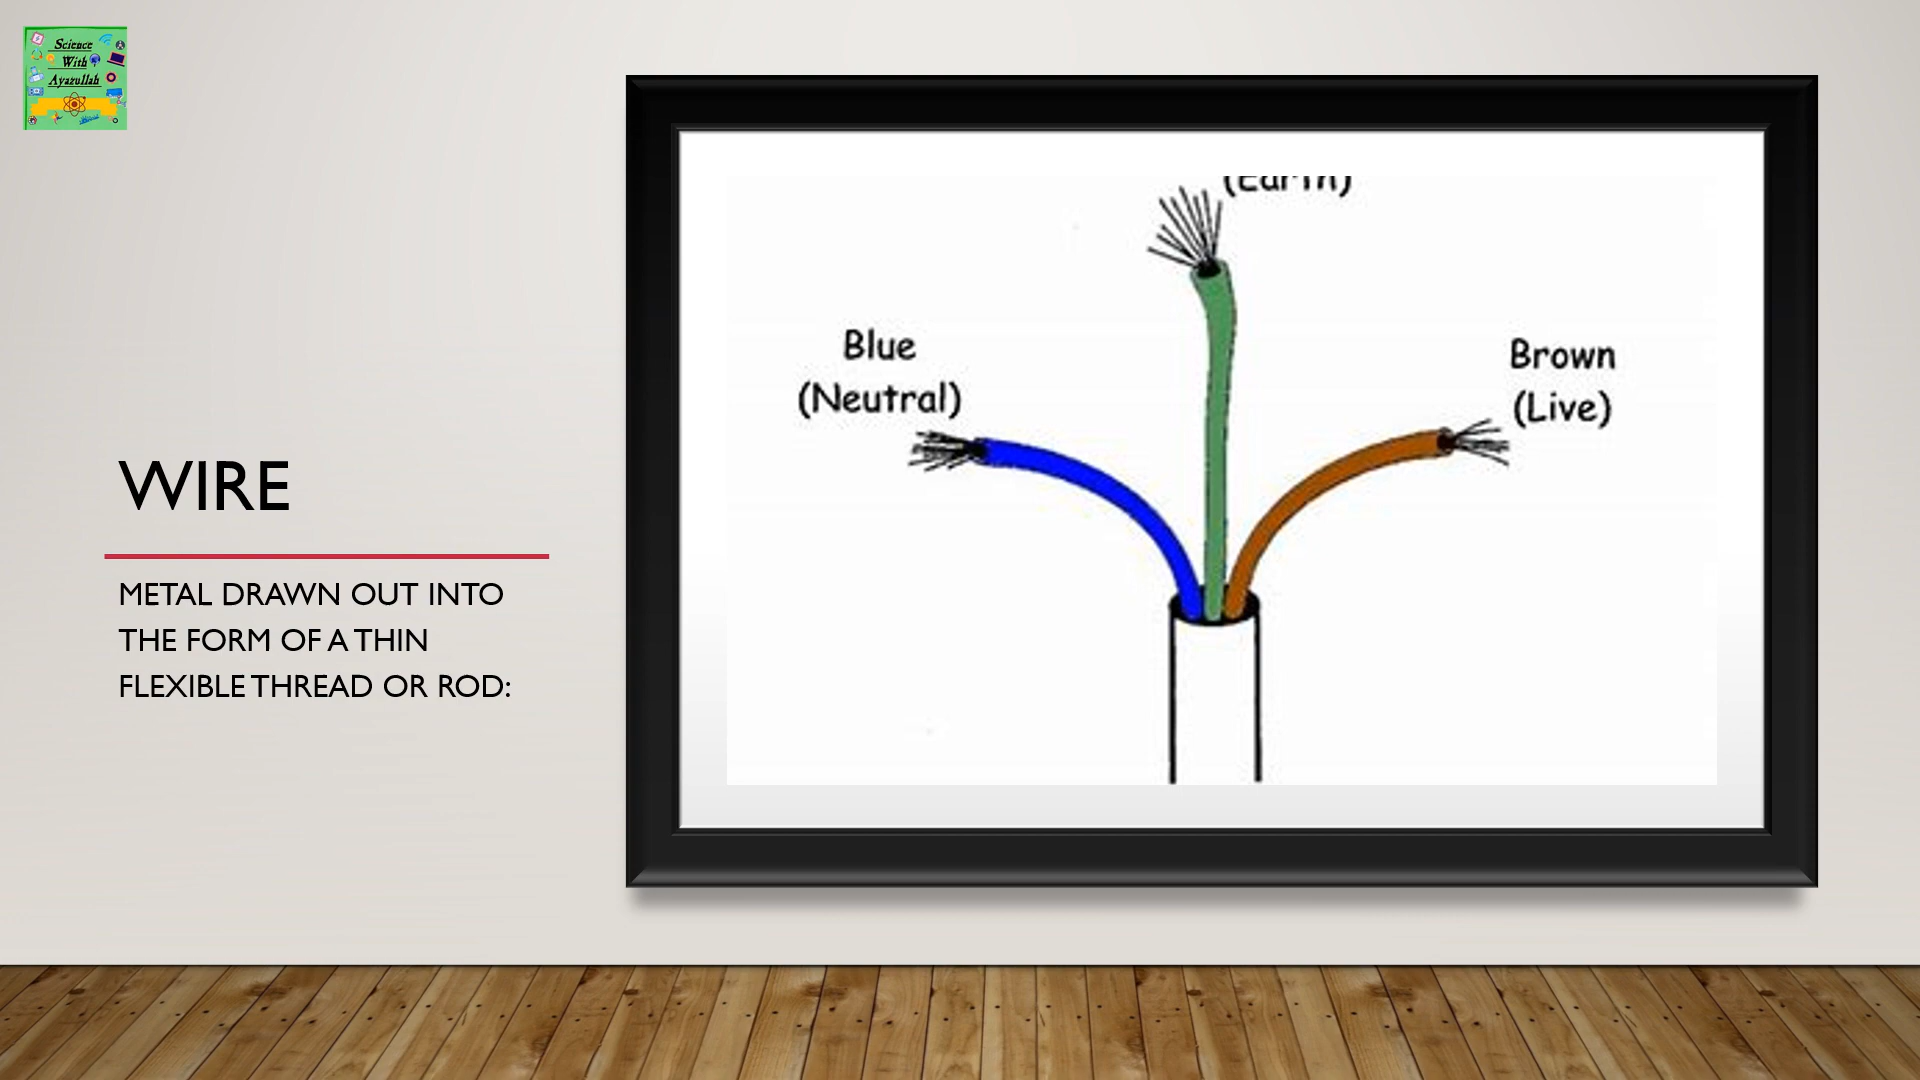 Science
With
Ayazullah
WIRE
METAL DRAWN OUT INTO
THE FORM OF A THIN
FLEXIBLE THREAD OR ROD:
(Earth)
Blue
(Neutral)
Brown
(Live)